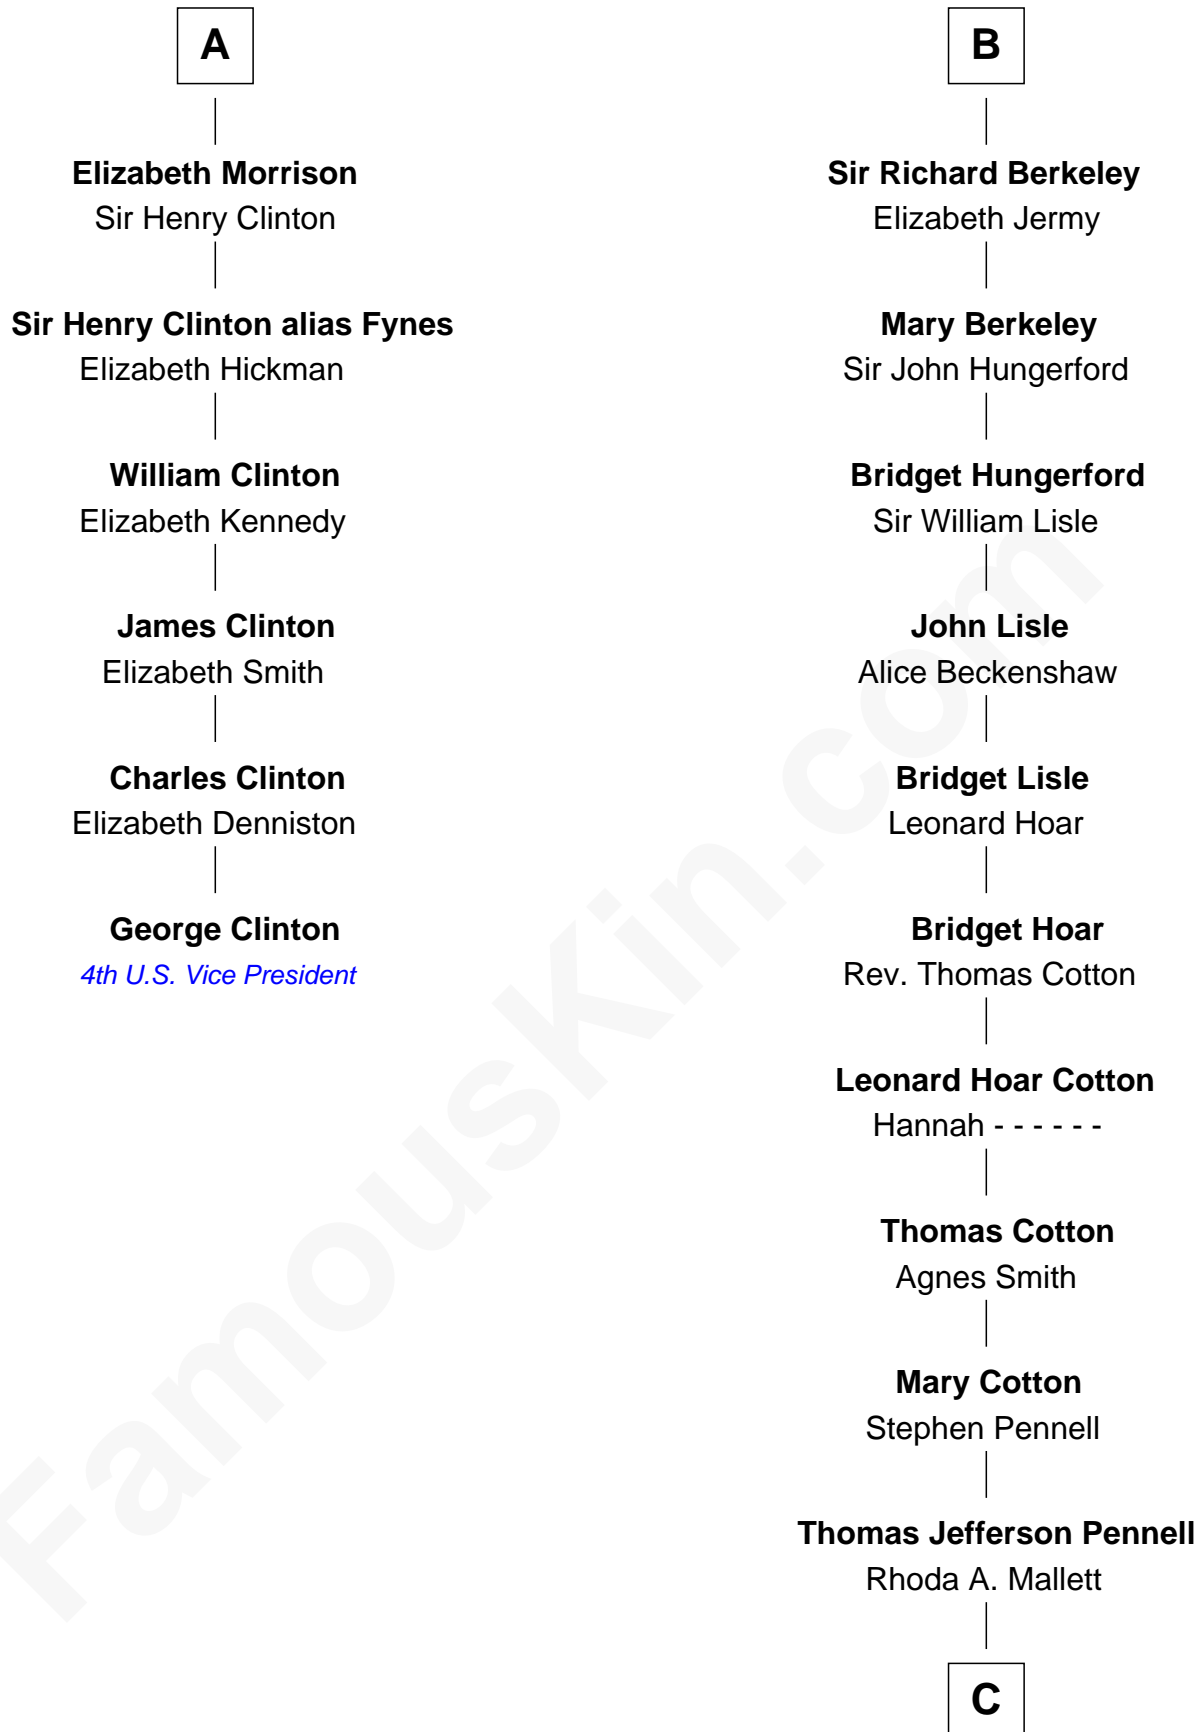 A
Elizabeth Morrison
Sir Henry Clinton
Sir Henry Clinton alias Fynes
Elizabeth Hickman
William Clinton
Elizabeth Kennedy
James Clinton
Elizabeth Smith
Charles Clinton
Elizabeth Denniston
George Clinton
4th U.S. Vice President
B
Sir Richard Berkeley
Elizabeth Jermy
Mary Berkeley
Sir John Hungerford
Bridget Hungerford
Sir William Lisle
John Lisle
Alice Beckenshaw
Bridget Lisle
Leonard Hoar
Bridget Hoar
Rev. Thomas Cotton
Leonard Hoar Cotton
Hannah - - - - - -
Thomas Cotton
Agnes Smith
Mary Cotton
Stephen Pennell
Thomas Jefferson Pennell
Rhoda A. Mallett
C
FamousKin.com